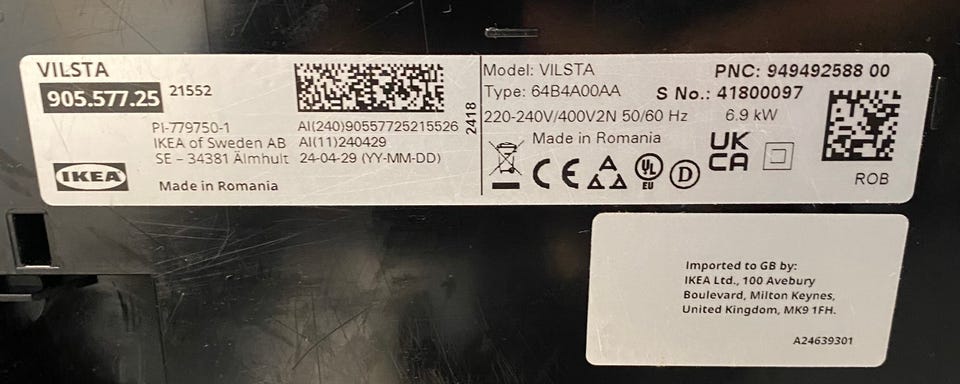 VILSTA
905.577.25 21552
PI-779750-1
IKEA of Sweden AB
SE – 34381 Älmhult
AI(240)90557725215526
AI(11)240429
24-04-29 (YY-MM-DD)
2418
IKEA
Made in Romania
Model: VILSTA
PNC: 949492588 00
Type: 64B4A00AA
S No.: 41800097
220-240V/400V2N 50/60 Hz
6.9 kW
Made in Romania
CE
UL
EU
D
UK
CA
ROB
Imported to GB by:
IKEA Ltd., 100 Avebury
Boulevard, Milton Keynes,
United Kingdom, MK9 1FH.
A24639301